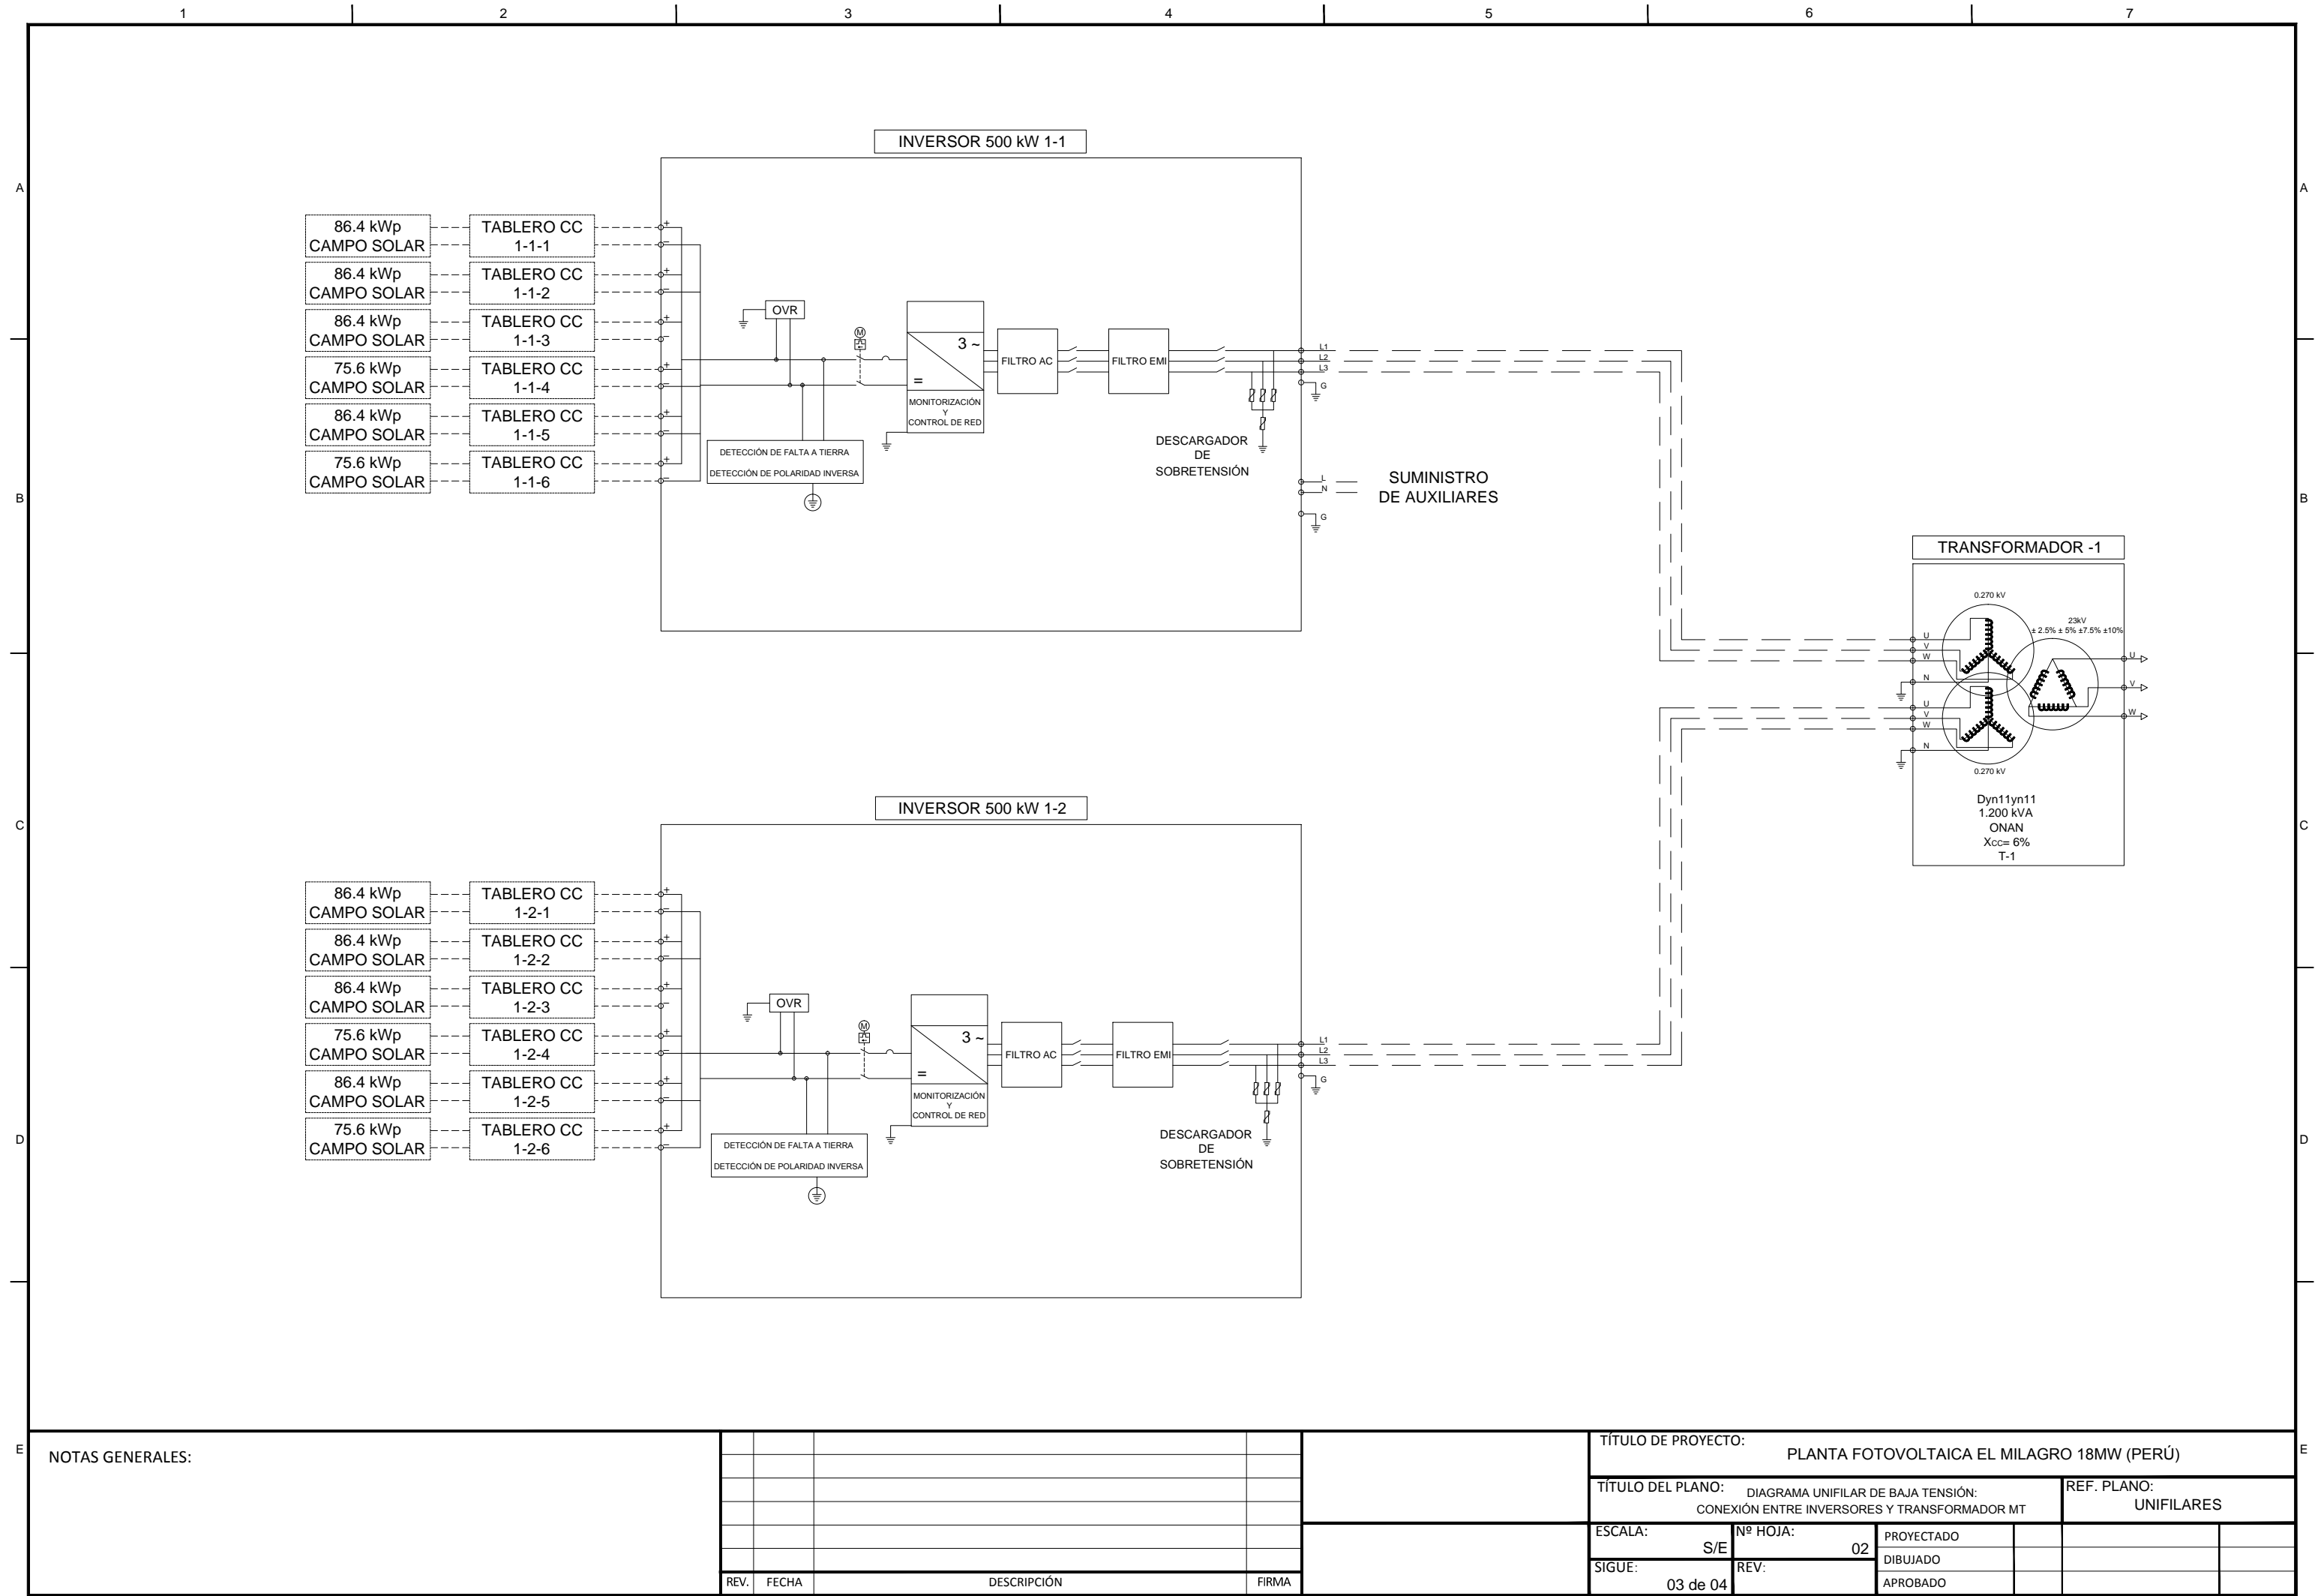 1 2 3 4 5 6 7
A A
B B
C C
D D
E E
INVERSOR 500 kW 1-1
86.4 kWp
CAMPO SOLAR
TABLERO CC
1-1-1
+
−
86.4 kWp
CAMPO SOLAR
TABLERO CC
1-1-2
+
−
86.4 kWp
CAMPO SOLAR
TABLERO CC
1-1-3
+
−
75.6 kWp
CAMPO SOLAR
TABLERO CC
1-1-4
+
−
86.4 kWp
CAMPO SOLAR
TABLERO CC
1-1-5
+
−
75.6 kWp
CAMPO SOLAR
TABLERO CC
1-1-6
+
−
OVR
M
3 ~
=
MONITORIZACIÓN
Y
CONTROL DE RED
FILTRO AC
FILTRO EMI
DETECCIÓN DE FALTA A TIERRA
DETECCIÓN DE POLARIDAD INVERSA
DESCARGADOR
DE
SOBRETENSIÓN
L1
L2
L3
G
L
N
G
SUMINISTRO
DE AUXILIARES
TRANSFORMADOR -1
0.270 kV
23kV
± 2.5% ± 5% ±7.5% ±10%
U
V
W
N
U
V
W
N
U
V
W
0.270 kV
Dyn11yn11
1.200 kVA
ONAN
Xcc= 6%
T-1
INVERSOR 500 kW 1-2
86.4 kWp
CAMPO SOLAR
TABLERO CC
1-2-1
+
−
86.4 kWp
CAMPO SOLAR
TABLERO CC
1-2-2
+
−
86.4 kWp
CAMPO SOLAR
TABLERO CC
1-2-3
+
−
75.6 kWp
CAMPO SOLAR
TABLERO CC
1-2-4
+
−
86.4 kWp
CAMPO SOLAR
TABLERO CC
1-2-5
+
−
75.6 kWp
CAMPO SOLAR
TABLERO CC
1-2-6
+
−
OVR
M
3 ~
=
MONITORIZACIÓN
Y
CONTROL DE RED
FILTRO AC
FILTRO EMI
DETECCIÓN DE FALTA A TIERRA
DETECCIÓN DE POLARIDAD INVERSA
DESCARGADOR
DE
SOBRETENSIÓN
L1
L2
L3
G
NOTAS GENERALES:
REV. FECHA DESCRIPCIÓN FIRMA
TÍTULO DE PROYECTO:
PLANTA FOTOVOLTAICA EL MILAGRO 18MW (PERÚ)
TÍTULO DEL PLANO:
DIAGRAMA UNIFILAR DE BAJA TENSIÓN:
CONEXIÓN ENTRE INVERSORES Y TRANSFORMADOR MT
REF. PLANO:
UNIFILARES
ESCALA:
S/E
Nº HOJA:
02
SIGUE:
03 de 04
REV:
PROYECTADO
DIBUJADO
APROBADO